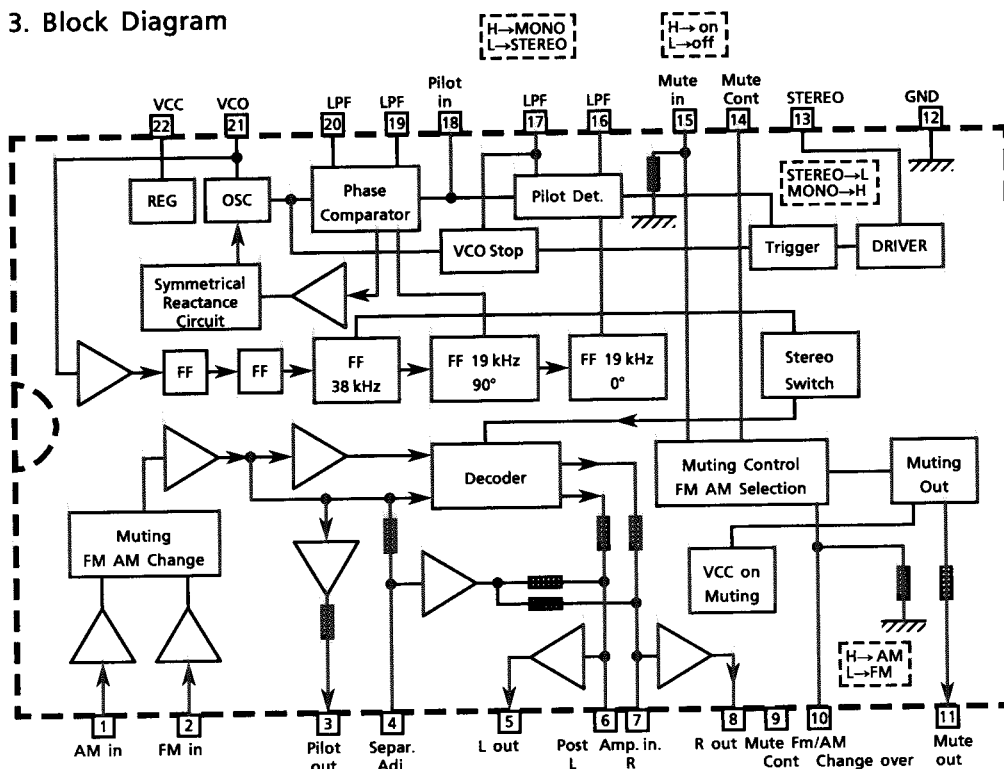 3. Block Diagram
H→MONO
L→STEREO
H→on
L→off
VCC
VCO
LPF
LPF
Pilot
in
LPF
LPF
Mute
in
Mute
Cont
STEREO
GND
22
21
20
19
18
17
16
15
14
13
12
REG
OSC
Phase
Comparator
Pilot Det.
STEREO→L
MONO→H
VCO Stop
Trigger
DRIVER
Symmetrical
Reactance
Circuit
FF
FF
FF
38 kHz
FF 19 kHz
90°
FF 19 kHz
0°
Stereo
Switch
Decoder
Muting Control
FM AM Selection
Muting
Out
Muting
FM AM Change
VCC on
Muting
H→AM
L→FM
1
2
3
4
5
6
7
8
9
10
11
AM in
FM in
Pilot
out
Separ.
Adj
L out
Post Amp. in.
L R
R out
Mute
Cont
Fm/AM
Change over
Mute
out